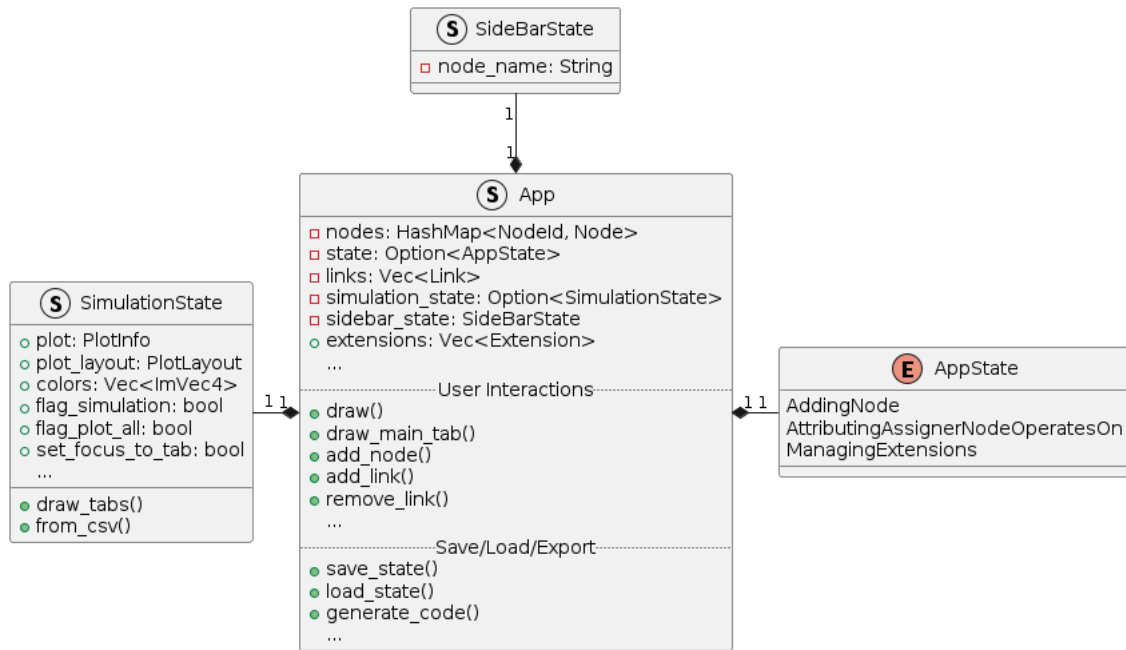 S SideBarState
node_name: String
1
1
S App
nodes: HashMap<NodeId, Node>
state: Option<AppState>
links: Vec<Link>
simulation_state: Option<SimulationState>
sidebar_state: SideBarState
extensions: Vec<Extension>
...
User Interactions
draw()
draw_main_tab()
add_node()
add_link()
remove_link()
...
Save/Load/Export
save_state()
load_state()
generate_code()
...
S SimulationState
plot: PlotInfo
plot_layout: PlotLayout
colors: Vec<ImVec4>
flag_simulation: bool
flag_plot_all: bool
set_focus_to_tab: bool
...
draw_tabs()
from_csv()
1 1
1 1
E AppState
AddingNode
AttributingAssignerNodeOperatesOn
ManagingExtensions